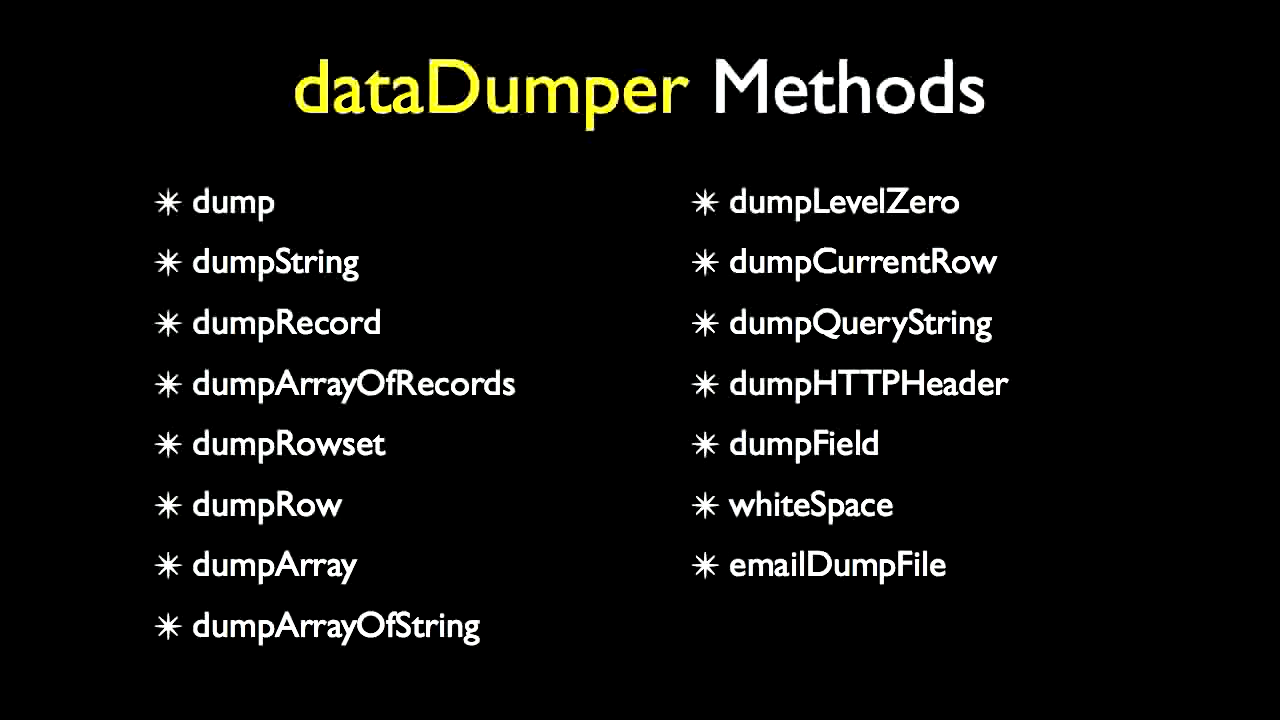 dataDumper Methods
✴ dump
✴ dumpString
✴ dumpRecord
✴ dumpArrayOfRecords
✴ dumpRowset
✴ dumpRow
✴ dumpArray
✴ dumpArrayOfString
✴ dumpLevelZero
✴ dumpCurrentRow
✴ dumpQueryString
✴ dumpHTTPHeader
✴ dumpField
✴ whiteSpace
✴ emailDumpFile